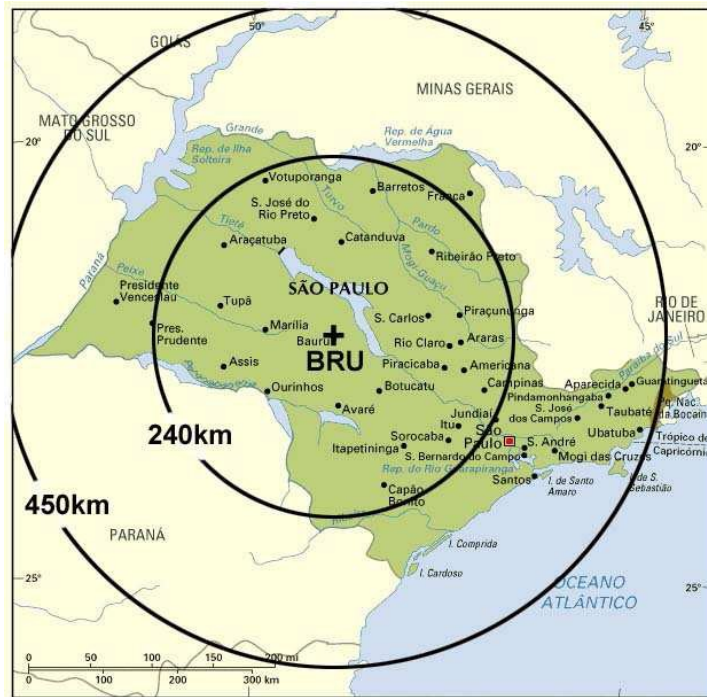 50°
45°
GOIÁS
MINAS GERAIS
MATO GROSSO
DO SUL
20°
20°
Grande
Rep. de Água
Vermelha
Rep. de Ilha
Solteira
Votuporanga
Barretos
Franca
S. José do
Rio Preto
Turvo
Pardo
Tietê
Araçatuba
Catanduva
Ribeirão Preto
Mogi-Guaçu
Paraná
Peixe
Presidente
Venceslau
SÃO PAULO
Tupã
S. Carlos
Piraçununga
RIO DE
JANEIRO
Pres.
Prudente
Marília
Bauru
BRU
Rio Claro
Araras
Paraíba do Sul
Assis
Piracicaba
Americana
Ourinhos
Botucatu
Campinas
Aparecida
Guaratinguetá
Pindamonhangaba
Avaré
Jundiaí
S. José
dos Campos
Taubaté
Pq. Nac.
da Bocaina
240km
Itu
São
Paulo
Ubatuba
Sorocaba
S. André
Trópico de
Capricórnio
Itapetininga
S. Bernardo do Campo
Mogi das Cruzes
Rep. do Rio Guarapiranga
Capão
Bonito
Santos
I. de Santo
Amaro
I. de S.
Sebastião
450km
PARANÁ
I. Comprida
I. Cardoso
25°
25°
OCEANO
ATLÂNTICO
0 50 100 150 200 mi
0 100 200 300 km